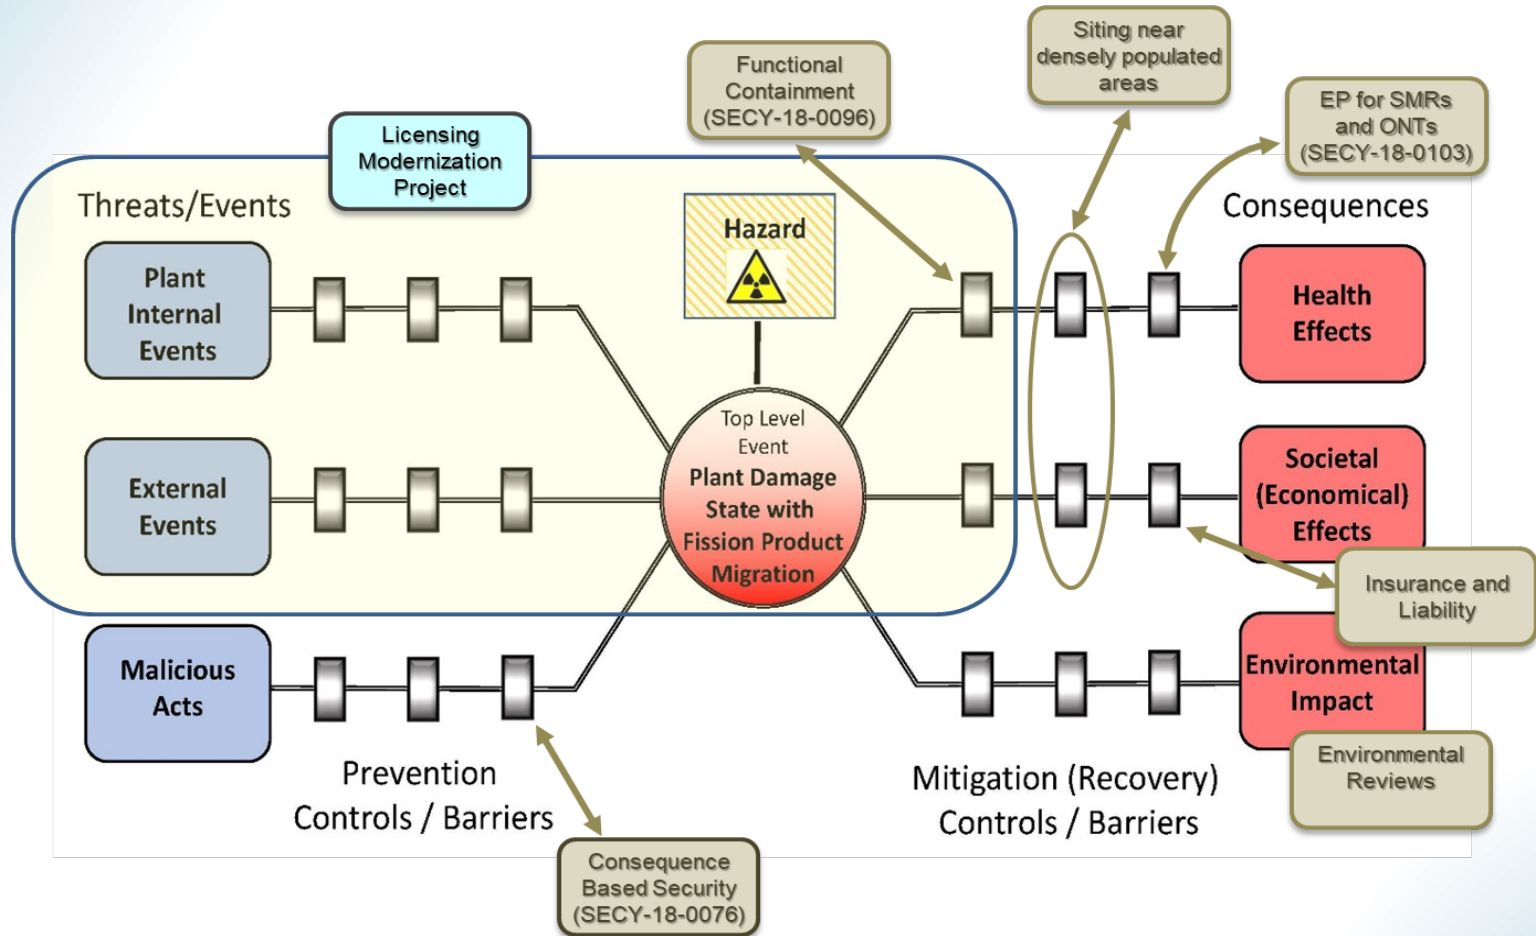 Siting near
densely populated
areas
Functional
Containment
(SECY-18-0096)
EP for SMRs
and ONTs
(SECY-18-0103)
Licensing
Modernization
Project
Threats/Events
Hazard
Consequences
Plant
Internal
Events
Health
Effects
Top Level
Event
Plant Damage
State with
Fission Product
Migration
External
Events
Societal
(Economical)
Effects
Insurance and
Liability
Malicious
Acts
Environmental
Impact
Environmental
Reviews
Prevention
Controls / Barriers
Mitigation (Recovery)
Controls / Barriers
Consequence
Based Security
(SECY-18-0076)